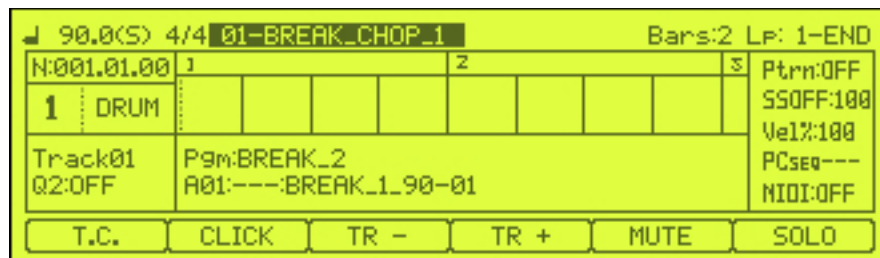 90.0(S) 4/4 01-BREAK_CHOP_1 Bars:2 Lp: 1-END
N:001.01.00 1 2 3 Ptrn:OFF
1 DRUM SSOFF:100
Vel%:100
Track01 Pgm:BREAK_2 PCSEQ---
Q2:OFF A01:---:BREAK_1_90-01 MIDI:OFF
T.C. CLICK TR - TR + MUTE SOLO